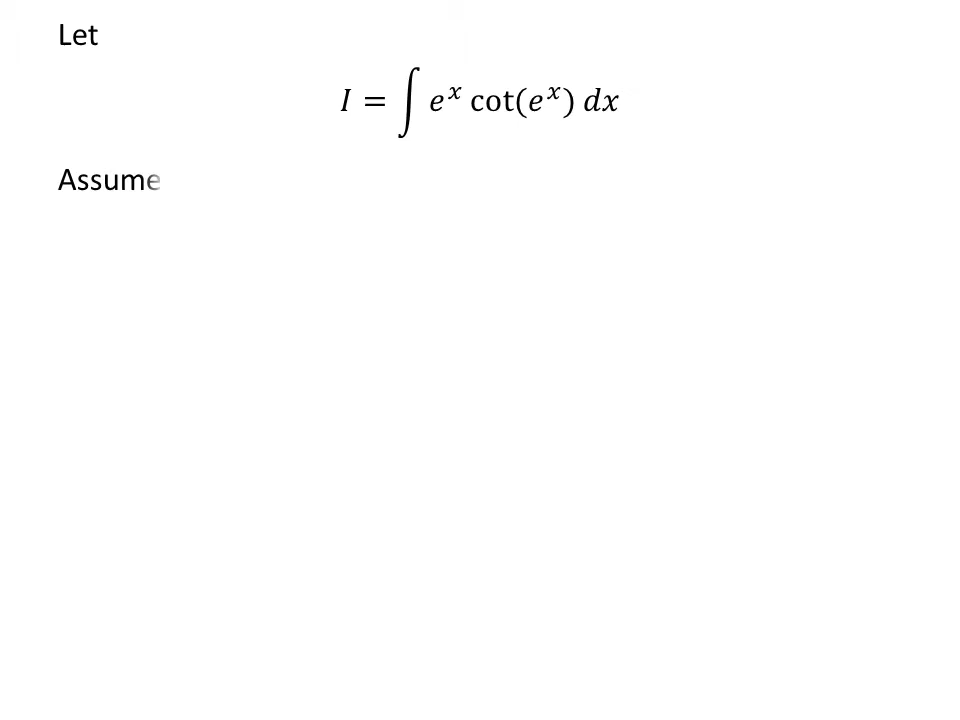 Let
I = ∫ e^x cot(e^x) dx
Assume